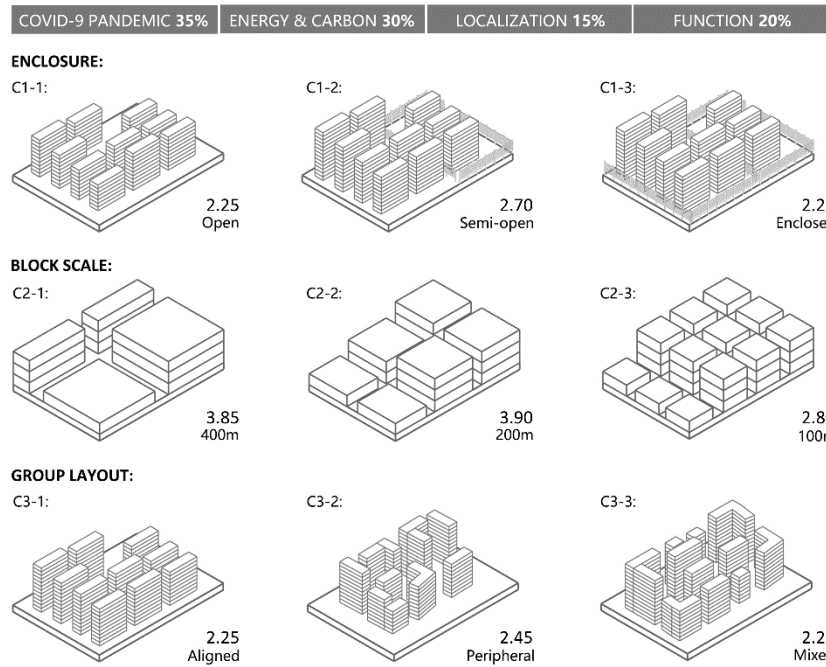 COVID-9 PANDEMIC 35% ENERGY & CARBON 30% LOCALIZATION 15% FUNCTION 20%
ENCLOSURE:
C1-1: C1-2: C1-3:
2.25 2.70 2.2
Open Semi-open Enclose
BLOCK SCALE:
C2-1: C2-2: C2-3:
3.85 3.90 2.8
400m 200m 100
GROUP LAYOUT:
C3-1: C3-2: C3-3:
2.25 2.45 2.2
Aligned Peripheral Mixe